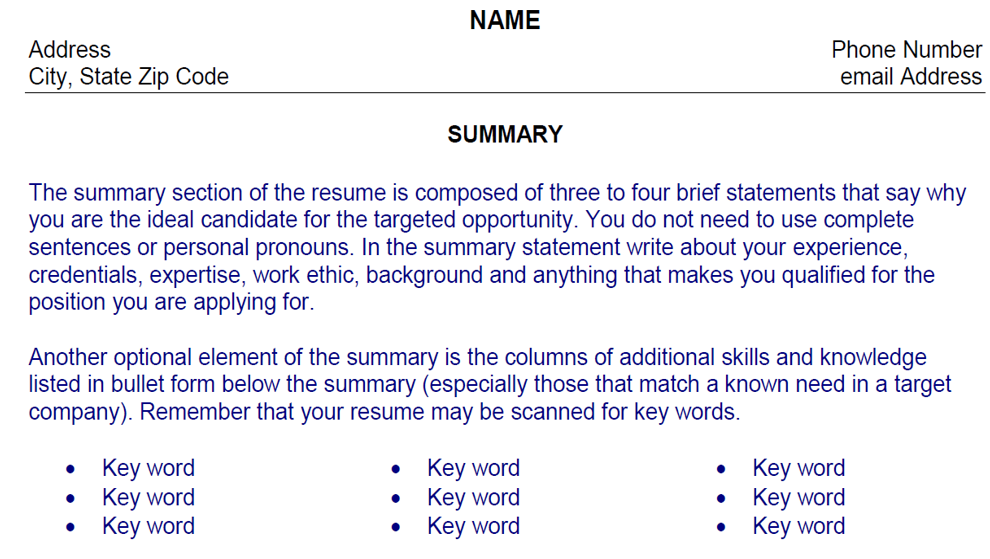 NAME
Address Phone Number
City, State Zip Code email Address
SUMMARY
The summary section of the resume is composed of three to four brief statements that say why
you are the ideal candidate for the targeted opportunity. You do not need to use complete
sentences or personal pronouns. In the summary statement write about your experience,
credentials, expertise, work ethic, background and anything that makes you qualified for the
position you are applying for.
Another optional element of the summary is the columns of additional skills and knowledge
listed in bullet form below the summary (especially those that match a known need in a target
company). Remember that your resume may be scanned for key words.
• Key word • Key word • Key word
• Key word • Key word • Key word
• Key word • Key word • Key word